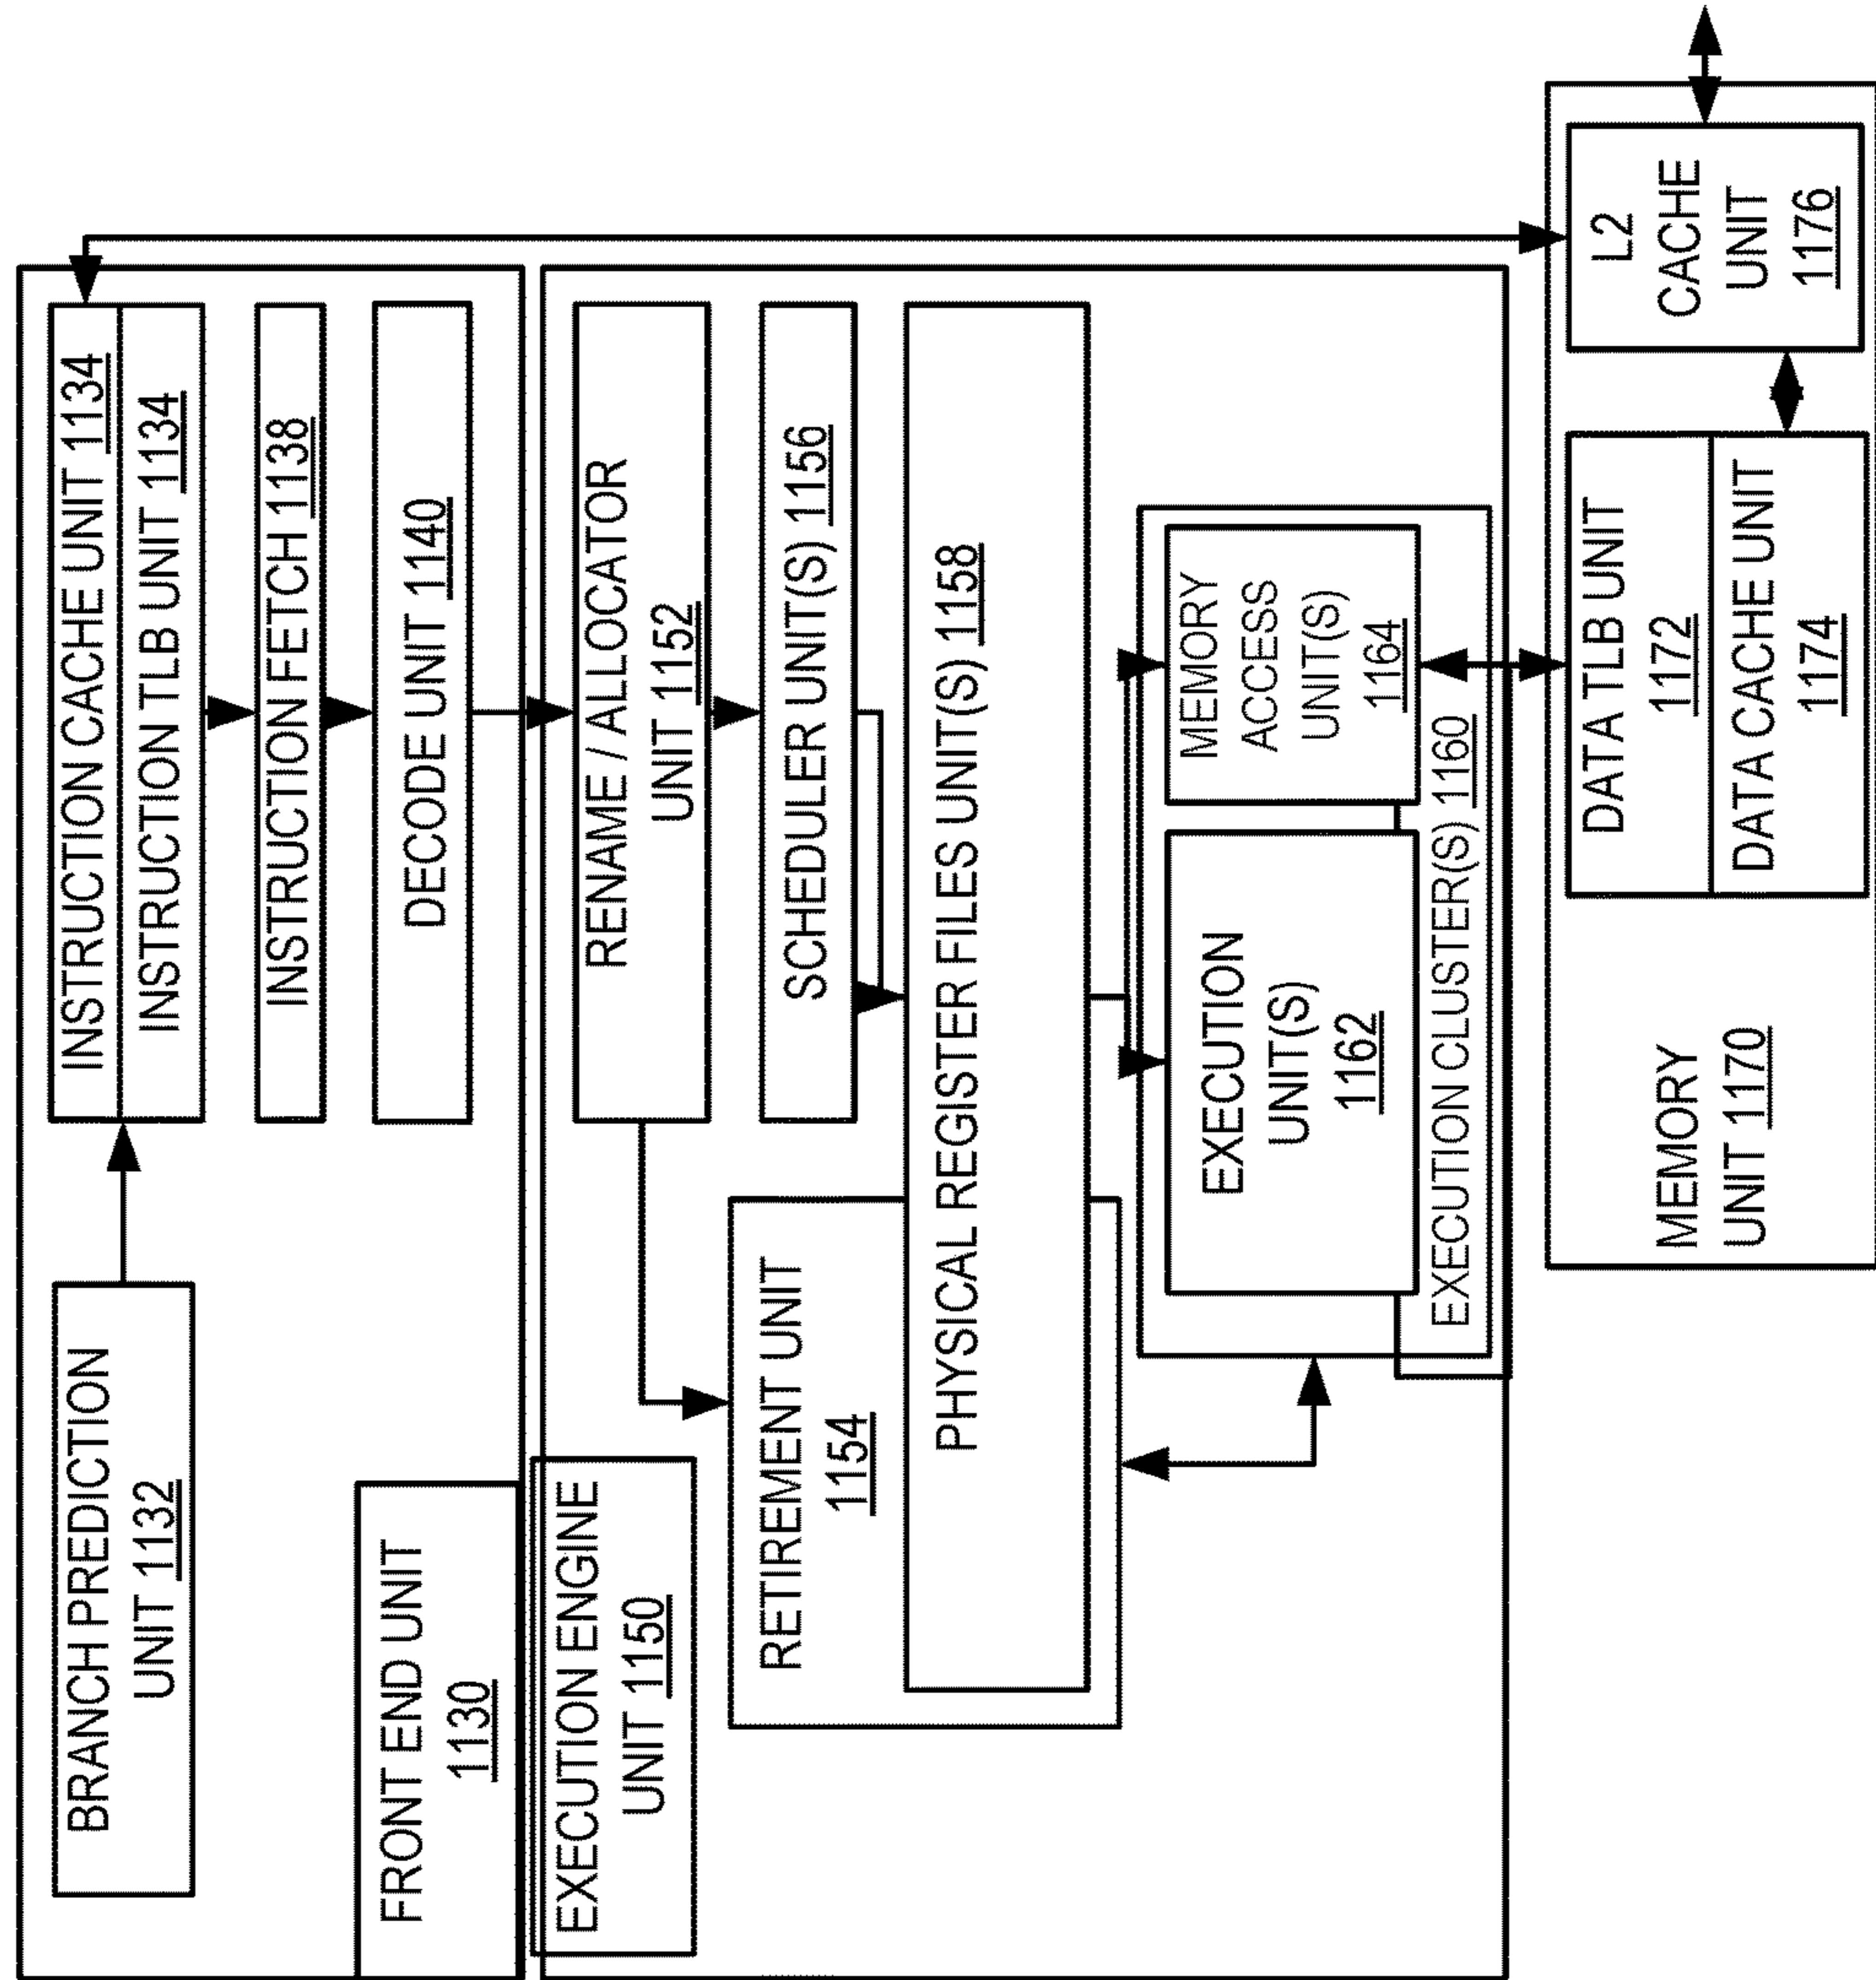 BRANCH PREDICTION
UNIT 1132
INSTRUCTION CACHE UNIT 1134
INSTRUCTION TLB UNIT 1134
INSTRUCTION FETCH 1138
DECODE UNIT 1140
FRONT END UNIT
1130
EXECUTION ENGINE
UNIT 1150
RENAME / ALLOCATOR
UNIT 1152
SCHEDULER UNIT(S) 1156
RETIREMENT UNIT
1154
PHYSICAL REGISTER FILES UNIT(S) 1158
EXECUTION
UNIT(S)
1162
MEMORY
ACCESS
UNIT(S)
1164
EXECUTION CLUSTER(S) 1160
MEMORY
UNIT 1170
DATA TLB UNIT
1172
DATA CACHE UNIT
1174
L2
CACHE
UNIT
1176